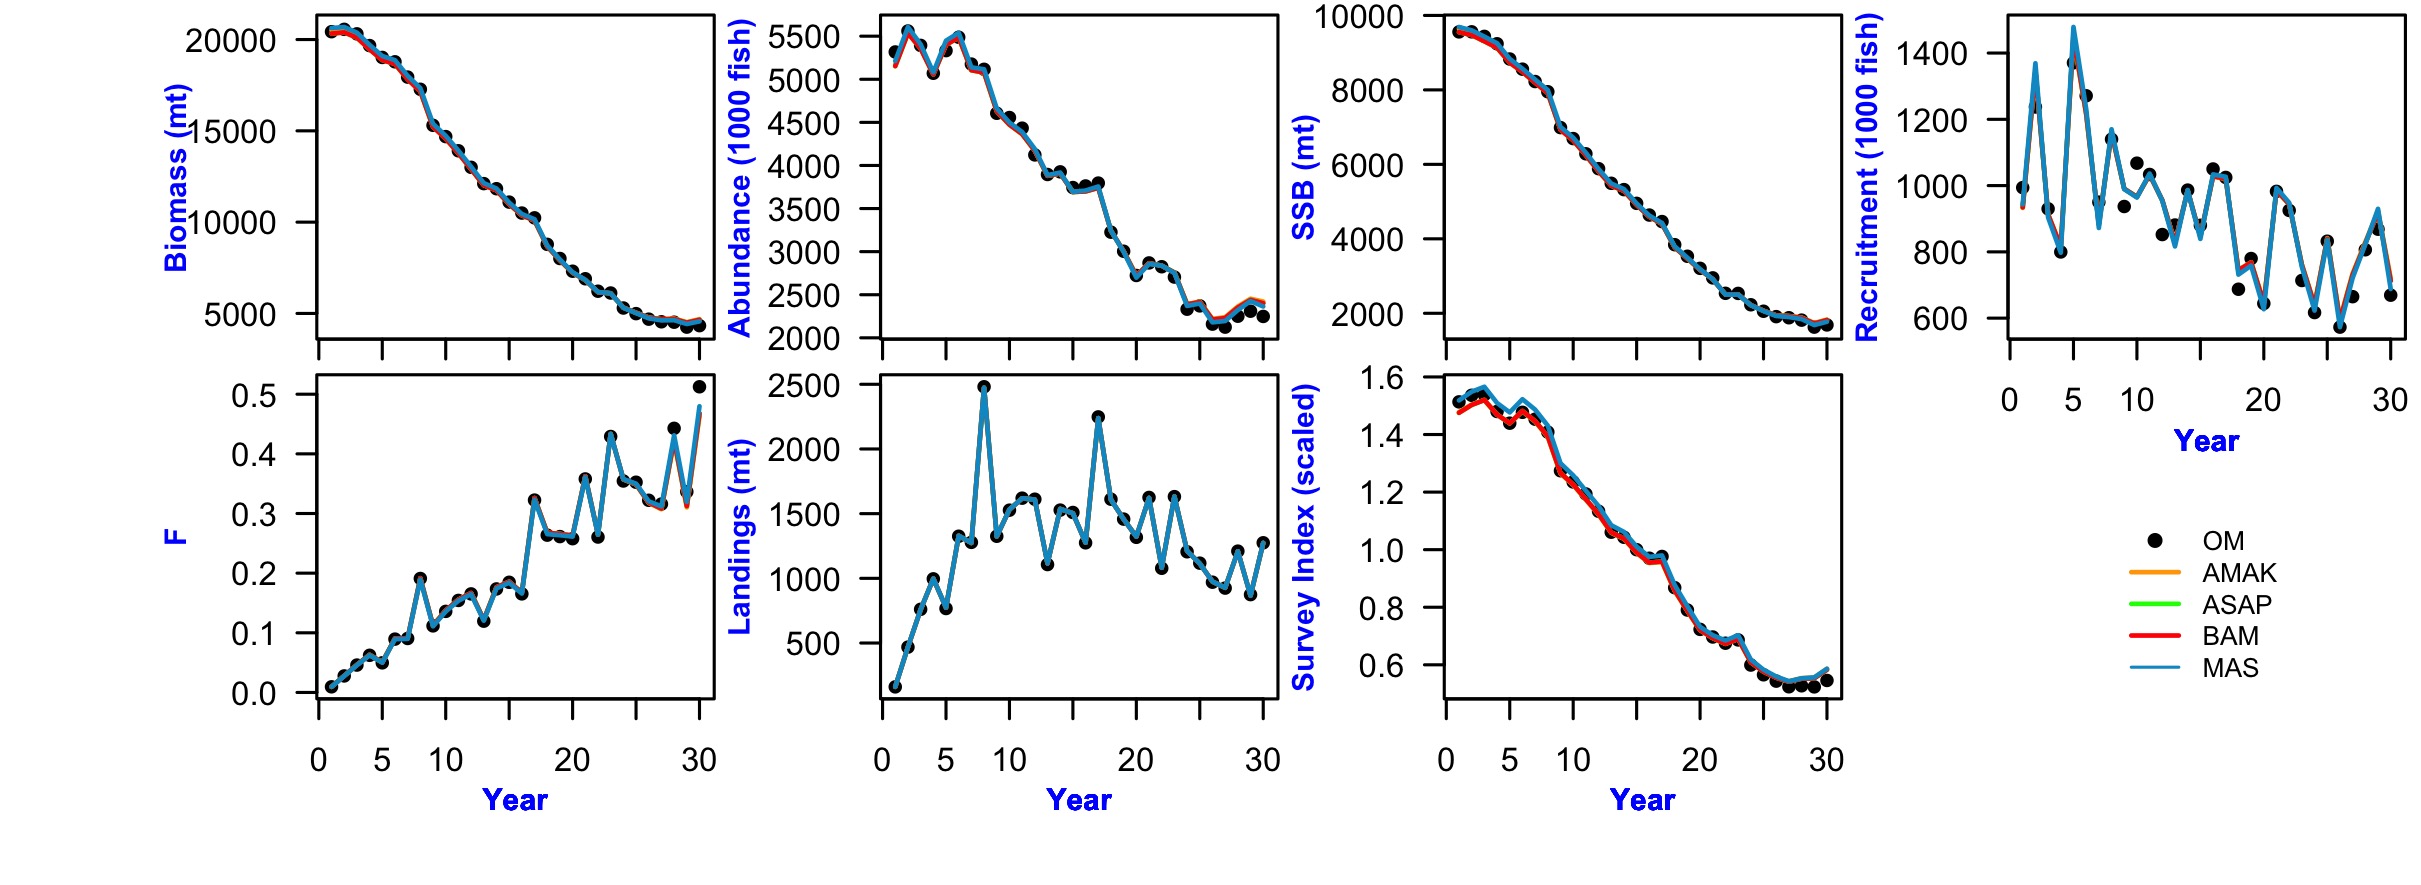 Biomass (mt)
20000
15000
10000
5000
Abundance (1000 fish)
5500
5000
4500
4000
3500
3000
2500
2000
SSB (mt)
10000
8000
6000
4000
2000
Recruitment (1000 fish)
1400
1200
1000
800
600
0 5 10 20 30
Year
F
0.5
0.4
0.3
0.2
0.1
0.0
0 5 10 20 30
Year
Landings (mt)
2500
2000
1500
1000
500
0 5 10 20 30
Year
Survey Index (scaled)
1.6
1.4
1.2
1.0
0.8
0.6
0 5 10 20 30
Year
OM
AMAK
ASAP
BAM
MAS